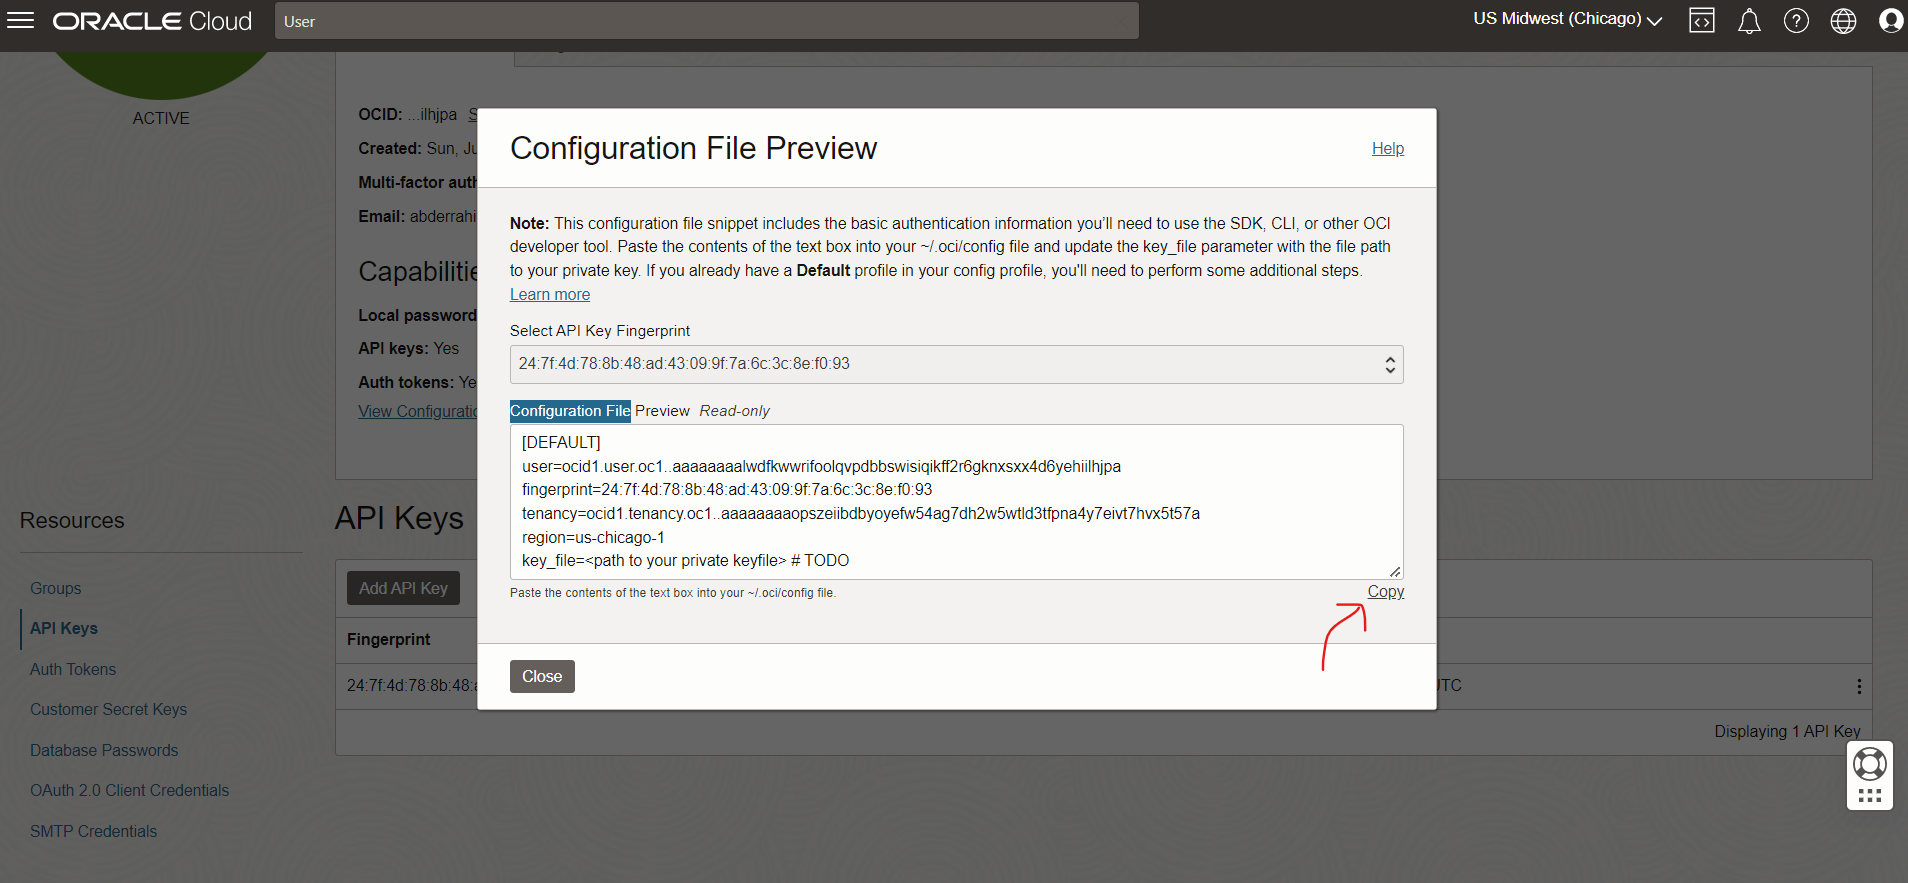 ORACLE Cloud
User
US Midwest (Chicago)
ACTIVE
OCID: ...ilhjpa
Created: Sun,
Multi-factor
Email:
Capabilities
Local password
API keys: Yes
Auth tokens:
View
Configuration File Preview
Help
Note: This configuration file snippet includes the basic authentication information you'll need to use the SDK, CLI, or other OCI
developer tool. Paste the contents of the text box into your ~/.oci/config file and update the key_file parameter with the file path
to your private key. If you already have a Default profile in your config profile, you'll need to perform some additional steps.
Learn more
Select API Key Fingerprint
24:7f:4d:78:8b:48:ad:43:09:9f:7a:6c:3c:8e:f0:93
Configuration File Preview Read-only
[DEFAULT]
user=ocid1.user.oc1..aaaaaaaalwdfkwwrifoolqvpdbbswisiqikff2r6gknxsxx4d6yehiilhjpa
fingerprint=24:7f:4d:78:8b:48:ad:43:09:9f:7a:6c:3c:8e:f0:93
tenancy=ocid1.tenancy.oc1..aaaaaaaaopszeiibdbyoyefw54ag7dh2w5wtld3tfpna4y7eivt7hvx5t57a
region=us-chicago-1
key_file=<path to your private keyfile> # TODO
Paste the contents of the text box into your ~/.oci/config file.
Copy
Close
Resources
Groups
API Keys
Auth Tokens
Customer Secret Keys
Database Passwords
OAuth 2.0 Client Credentials
SMTP Credentials
API Keys
Add API Key
Fingerprint
24:7f:4d:78:8b:48:
UTC
Displaying 1 API Key